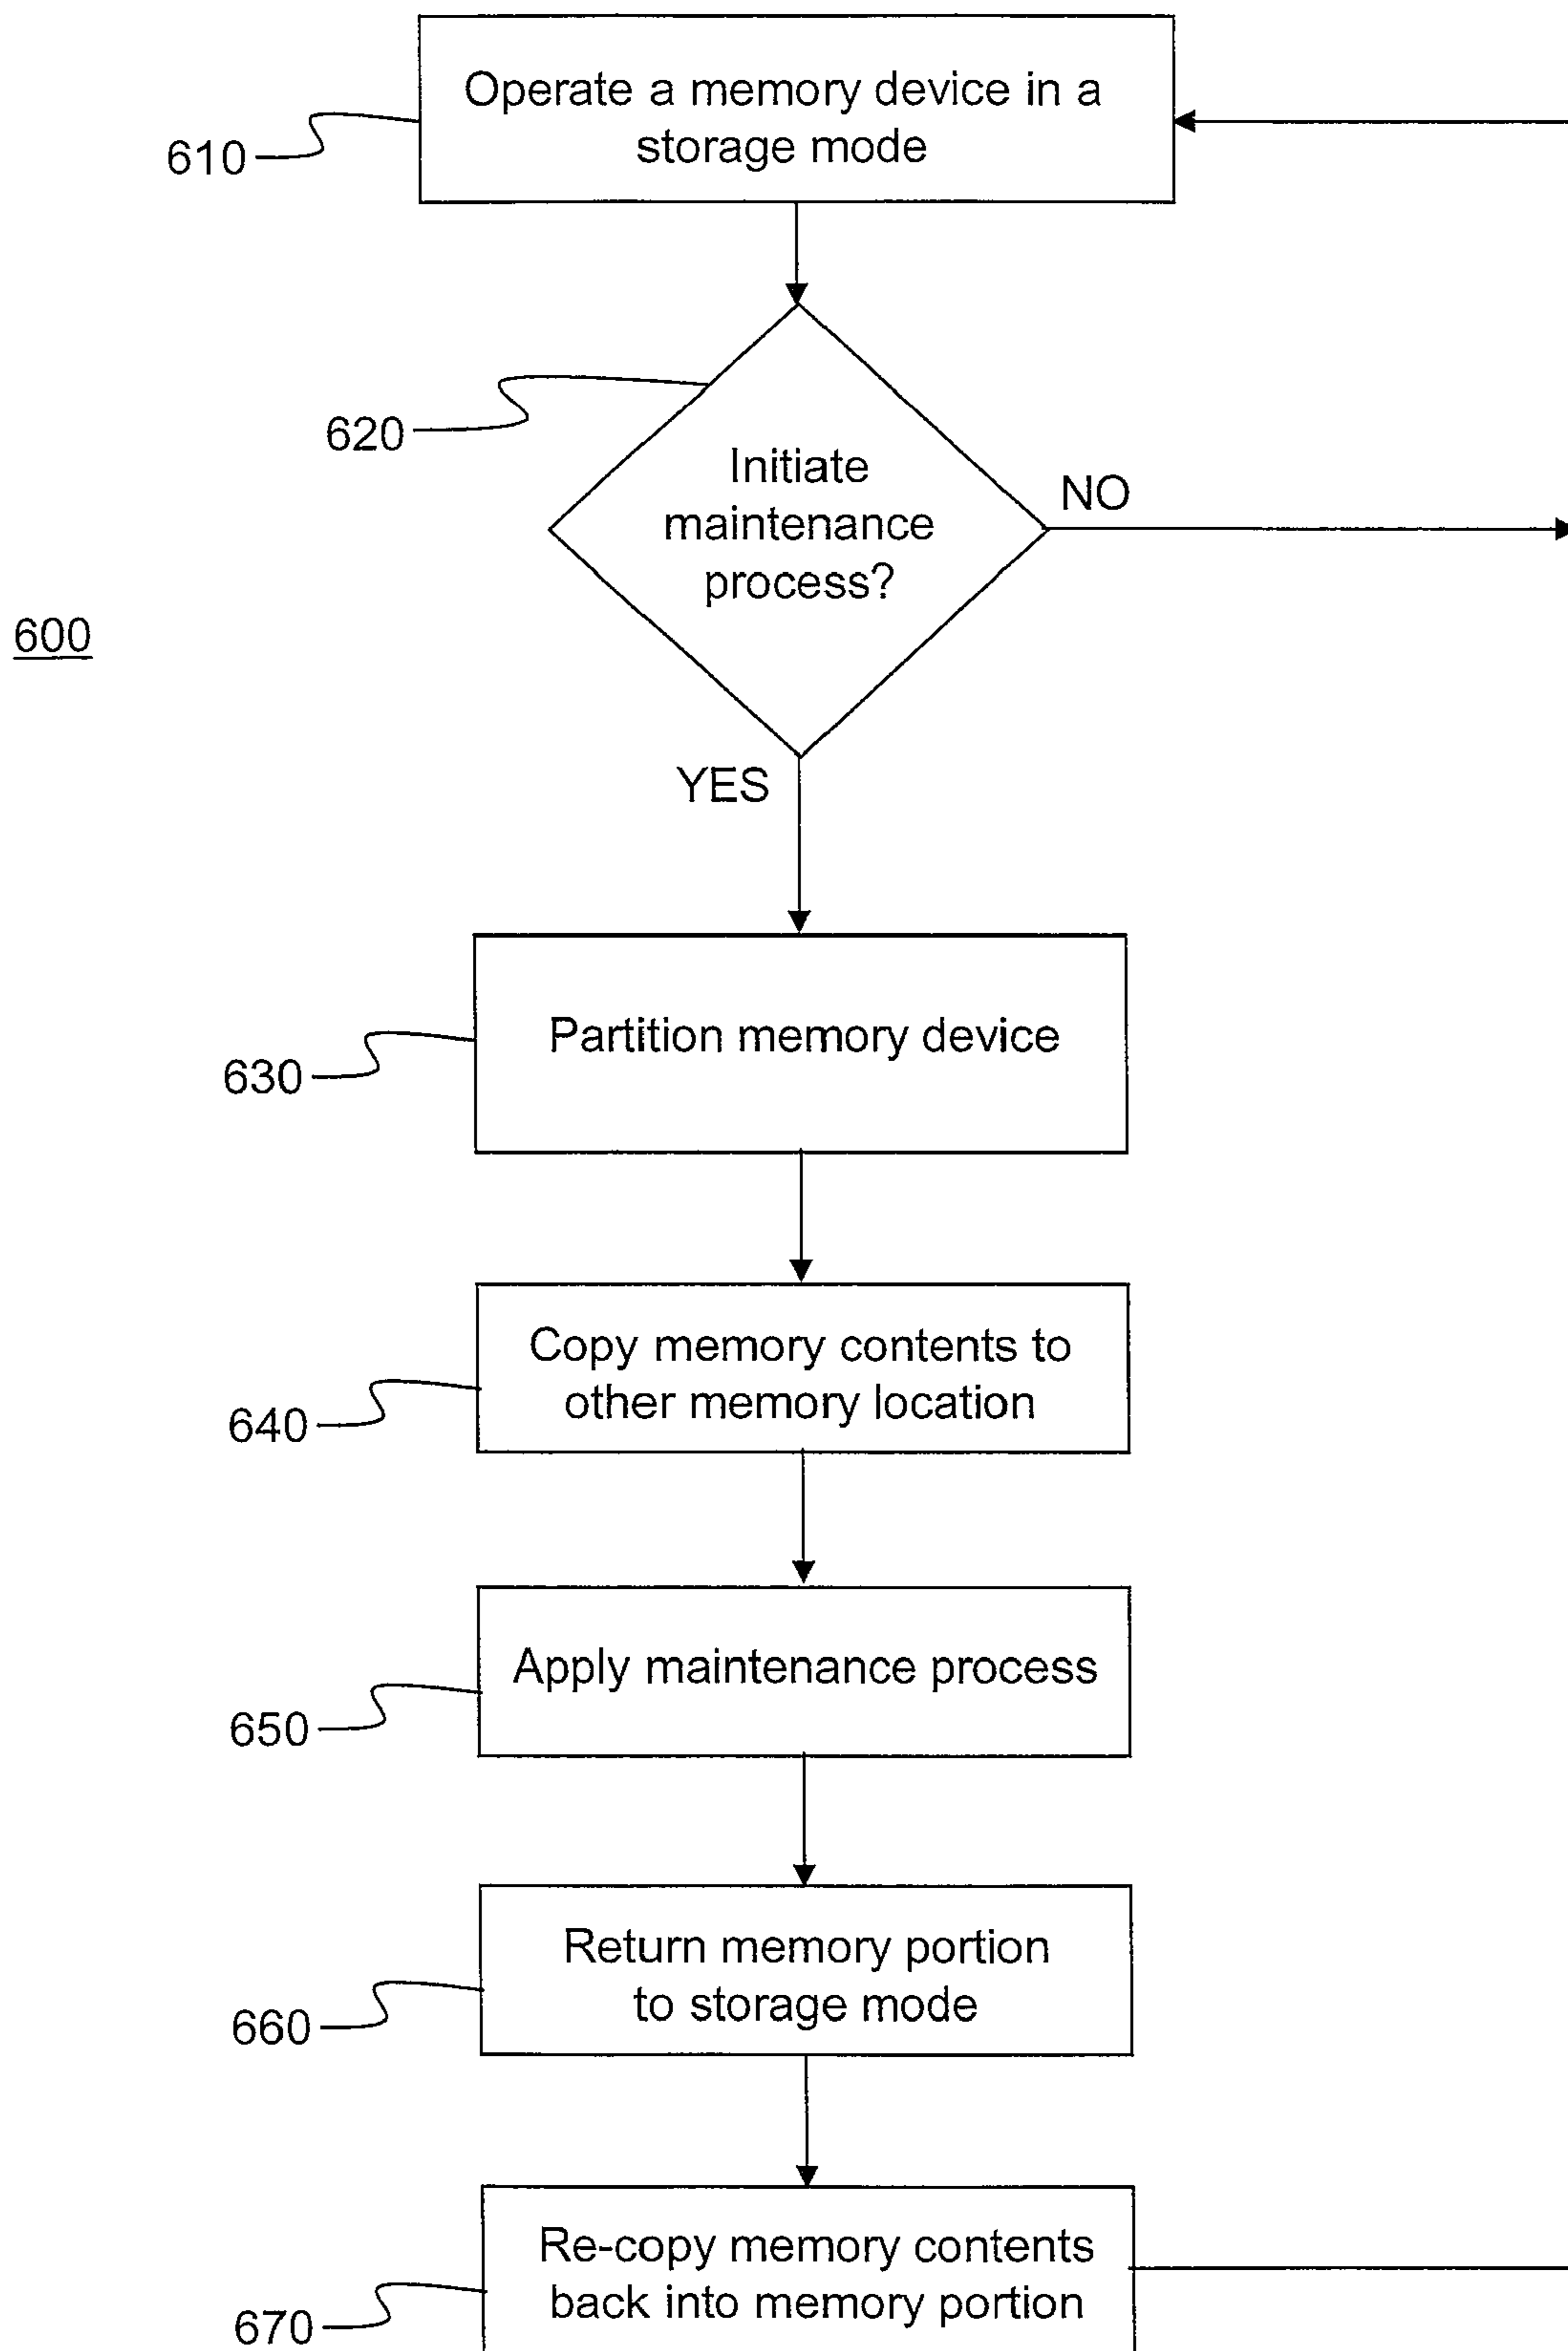 Operate a memory device in a
storage mode
610
620
Initiate
maintenance
process?
NO
600
YES
Partition memory device
630
Copy memory contents to
other memory location
640
Apply maintenance process
650
Return memory portion
to storage mode
660
Re-copy memory contents
back into memory portion
670